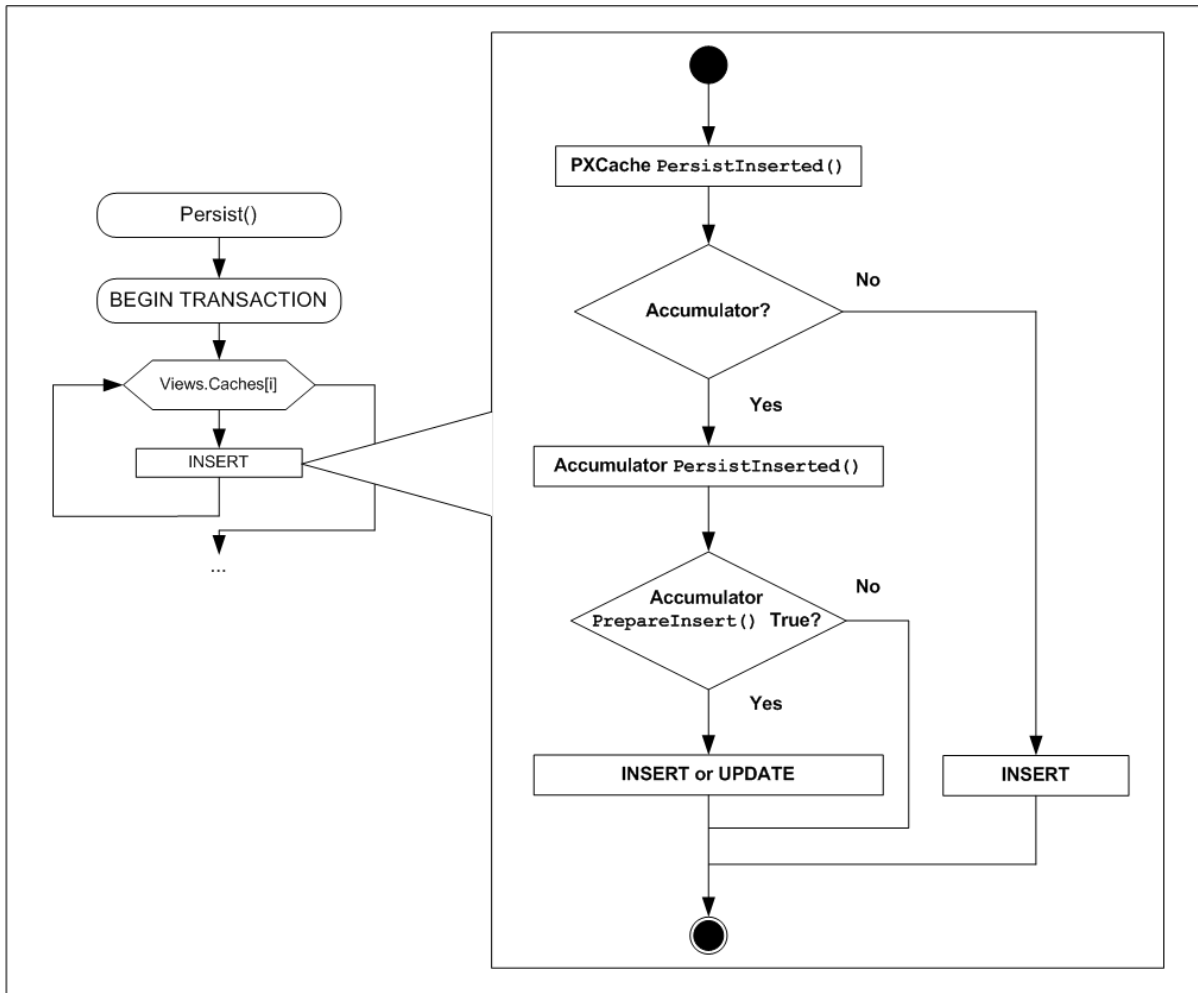 Persist()
BEGIN TRANSACTION
Views.Caches[i]
INSERT
...
PXCache PersistInserted()
Accumulator?
No
Yes
Accumulator PersistInserted()
Accumulator
PrepareInsert() True?
No
Yes
INSERT or UPDATE
INSERT